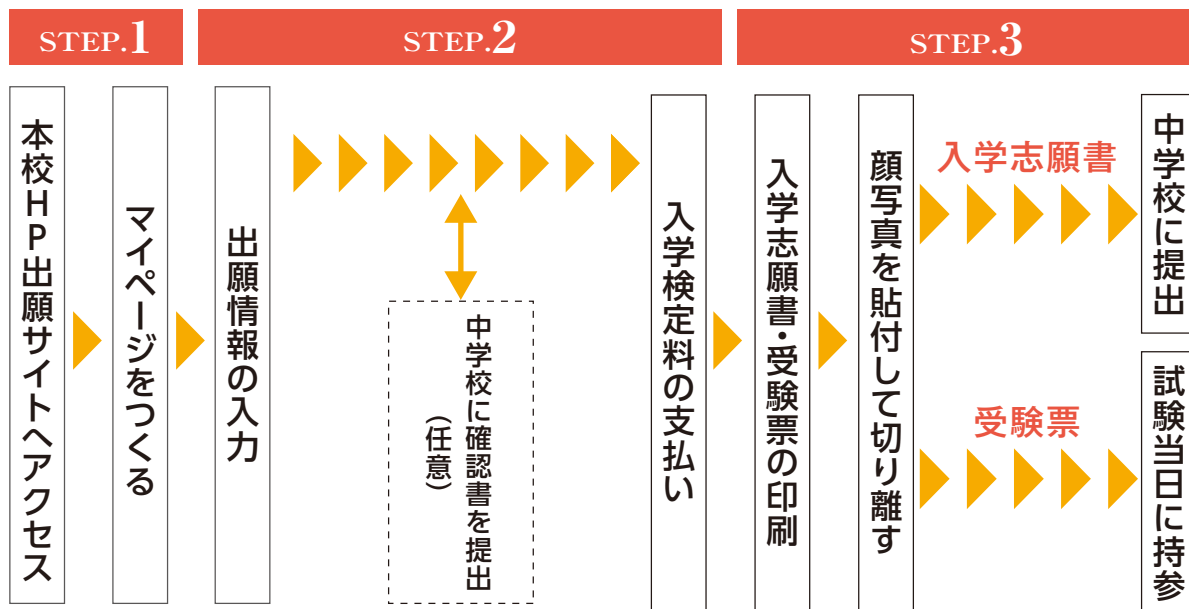 STEP.1
本校HP出願サイトへアクセス
マイページをつくる
STEP.2
出願情報の入力
中学校に確認書を提出
（任意）
入学検定料の支払い
STEP.3
入学志願書・受験票の印刷
顔写真を貼付して切り離す
入学志願書
中学校に提出
受験票
試験当日に持参